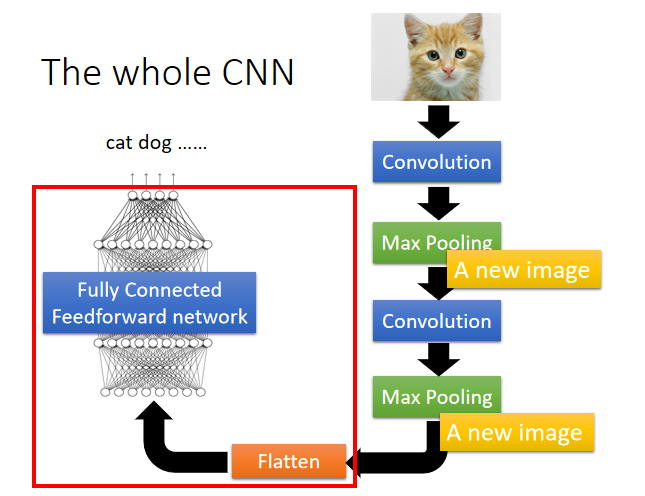 The whole CNN
cat dog ……
Convolution
Max Pooling
A new image
Convolution
Max Pooling
A new image
Flatten
Fully Connected
Feedforward network